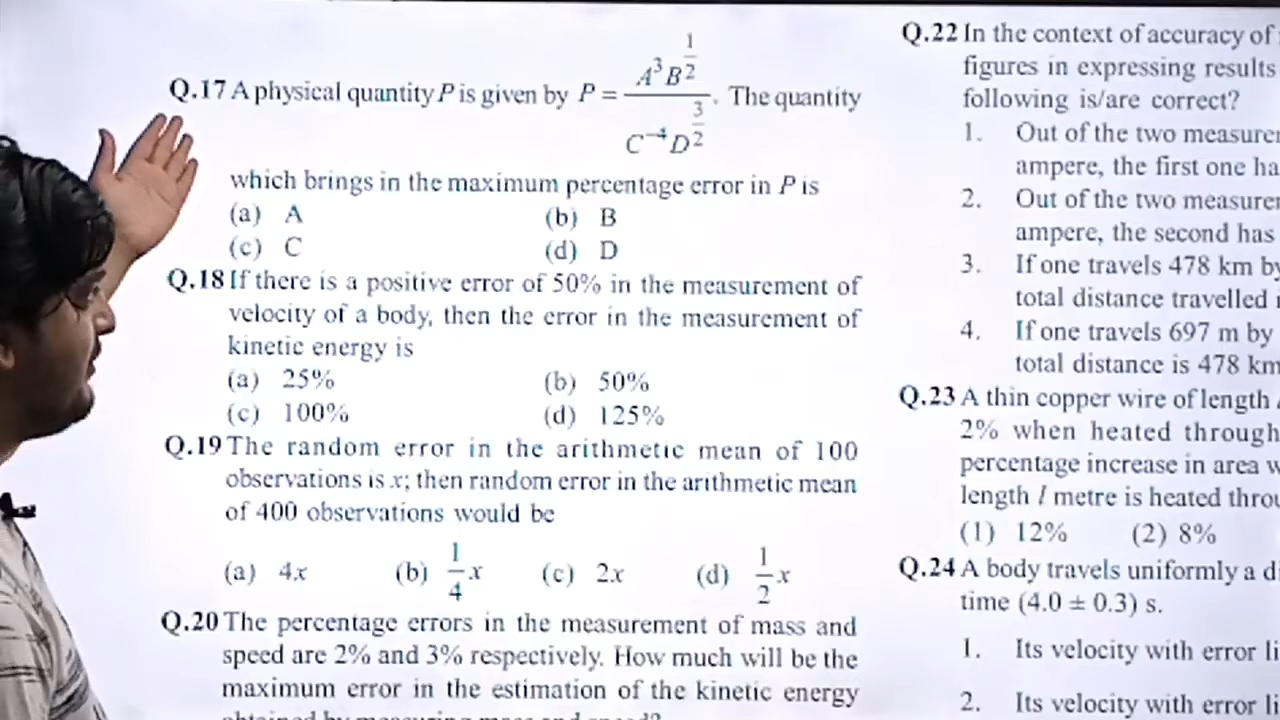 Q.17 A physical quantity P is given by P = \frac{A^3 B^{\frac{1}{2}}}{C^{-4} D^{\frac{3}{2}}}. The quantity
which brings in the maximum percentage error in P is
(a) A (b) B
(c) C (d) D
Q.18 If there is a positive error of 50% in the measurement of
velocity of a body, then the error in the measurement of
kinetic energy is
(a) 25% (b) 50%
(c) 100% (d) 125%
Q.19 The random error in the arithmetic mean of 100
observations is x; then random error in the arithmetic mean
of 400 observations would be
(a) 4x (b) \frac{1}{4}x (c) 2x (d) \frac{1}{2}x
Q.20 The percentage errors in the measurement of mass and
speed are 2% and 3% respectively. How much will be the
maximum error in the estimation of the kinetic energy
Q.22 In the context of accuracy of
figures in expressing results
following is/are correct?
1. Out of the two
ampere, the first one
2. Out of the two
ampere, the second has
3. If one travels 478 km
total distance travelled
4. If one travels 697 m by
total distance is 478 km
Q.23 A thin copper wire of length
2% when heated through
percentage increase in area
length l metre is heated
(1) 12% (2) 8%
Q.24 A body travels uniformly a
time (4.0 ± 0.3) s.
1. Its velocity with error
2. Its velocity with error